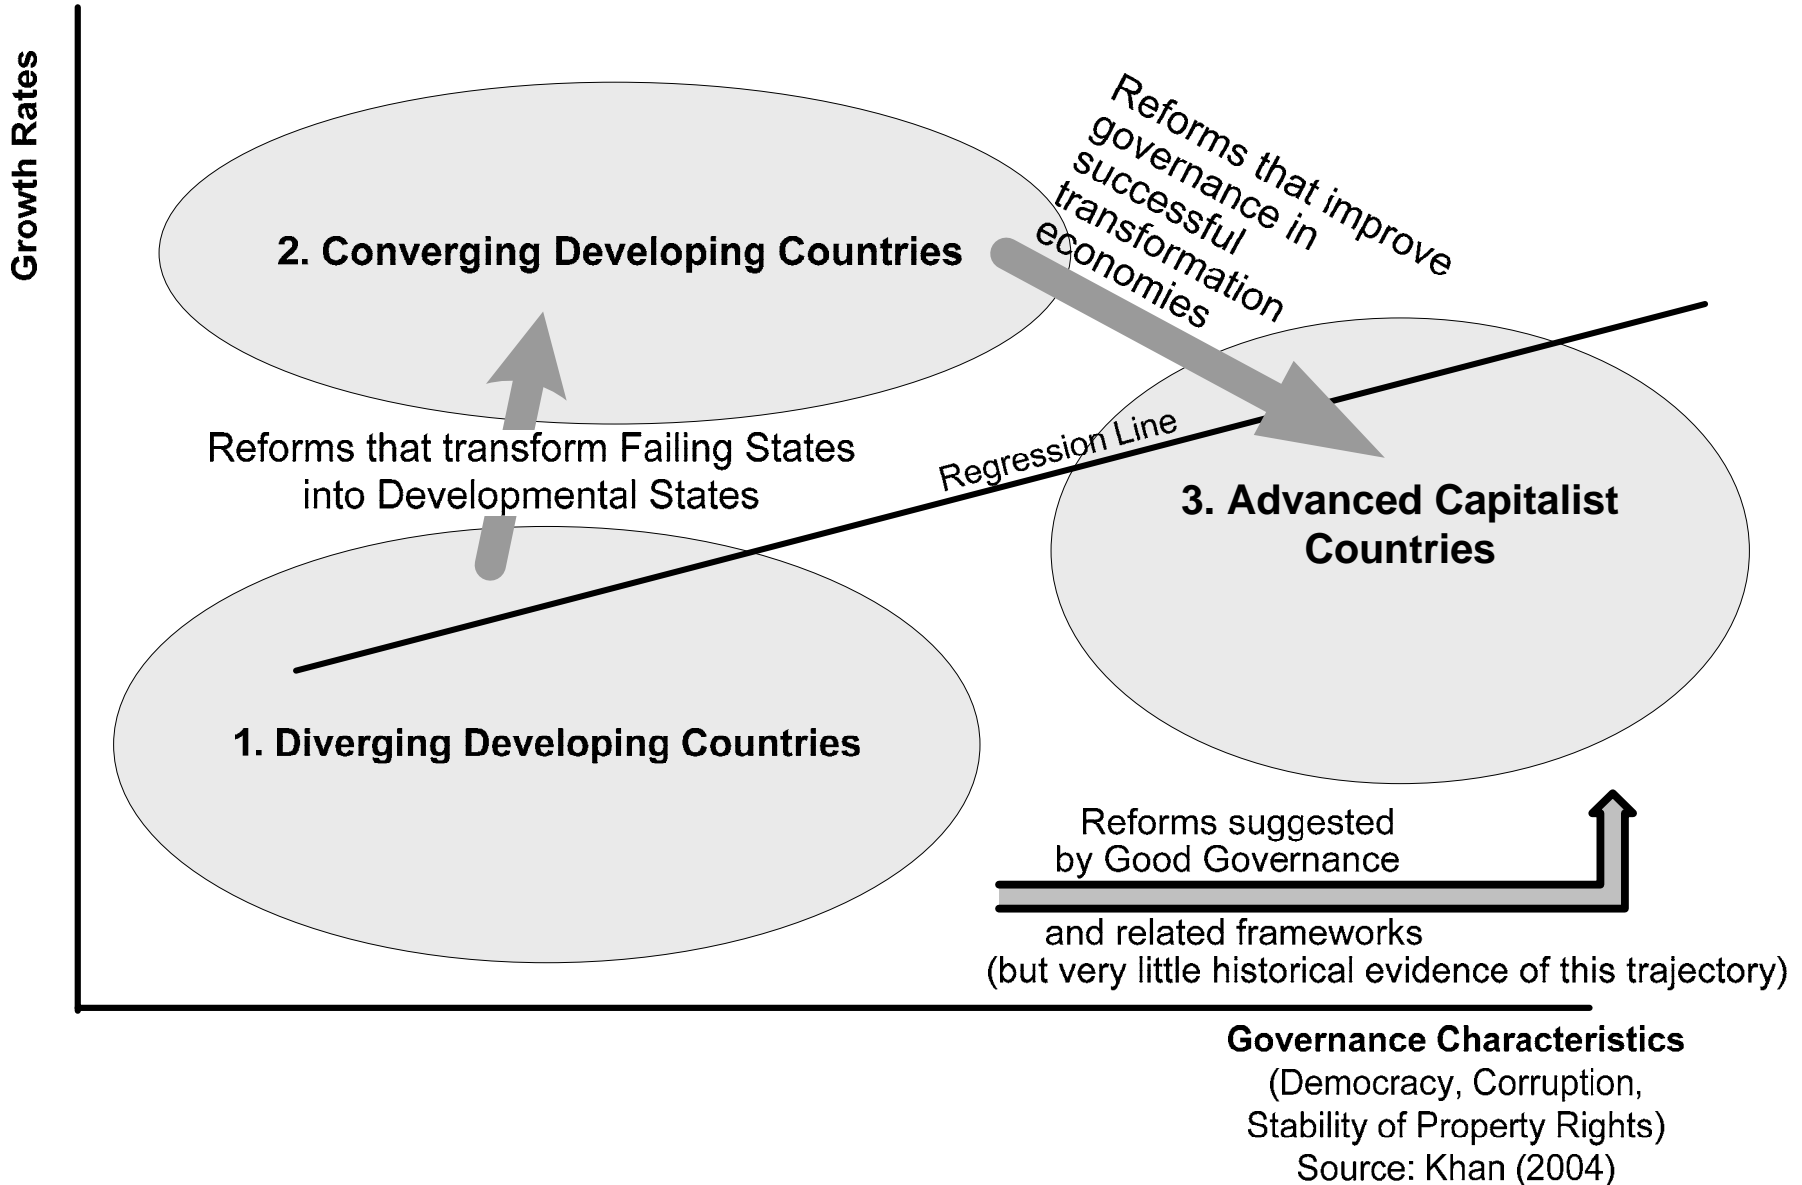 Growth Rates
Reforms that improve
governance in
successful
transformation
economies
2. Converging Developing Countries
Reforms that transform Failing States
into Developmental States
Regression Line
3. Advanced Capitalist
Countries
1. Diverging Developing Countries
Reforms suggested
by Good Governance
and related frameworks
(but very little historical evidence of this trajectory)
Governance Characteristics
(Democracy, Corruption,
Stability of Property Rights)
Source: Khan (2004)